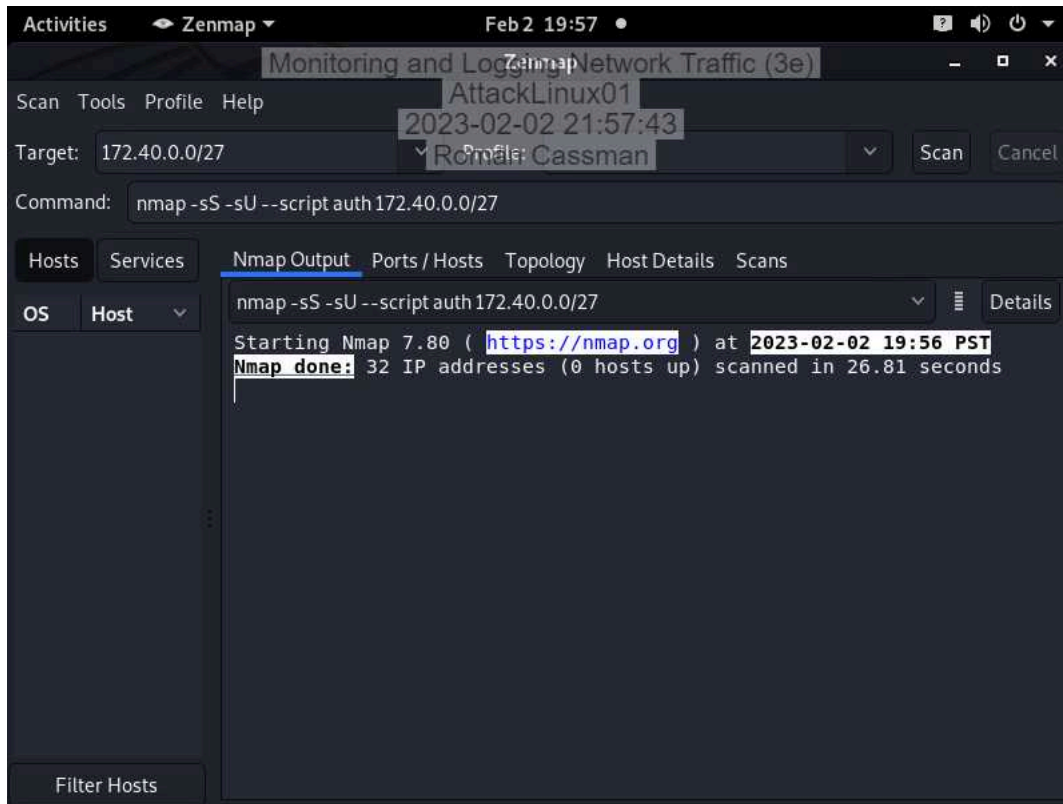 Activities Zenmap Feb 2 19:57
Zenmap
Monitoring and Logging Network Traffic (3e)
AttackLinux01
2023-02-02 21:57:43
Roman Cassman
Scan Tools Profile Help
Target: 172.40.0.0/27 Profile: Scan Cancel
Command: nmap -sS -sU --script auth 172.40.0.0/27
Hosts Services Nmap Output Ports / Hosts Topology Host Details Scans
OS Host nmap -sS -sU --script auth 172.40.0.0/27 Details
Starting Nmap 7.80 ( https://nmap.org ) at 2023-02-02 19:56 PST
Nmap done: 32 IP addresses (0 hosts up) scanned in 26.81 seconds
Filter Hosts